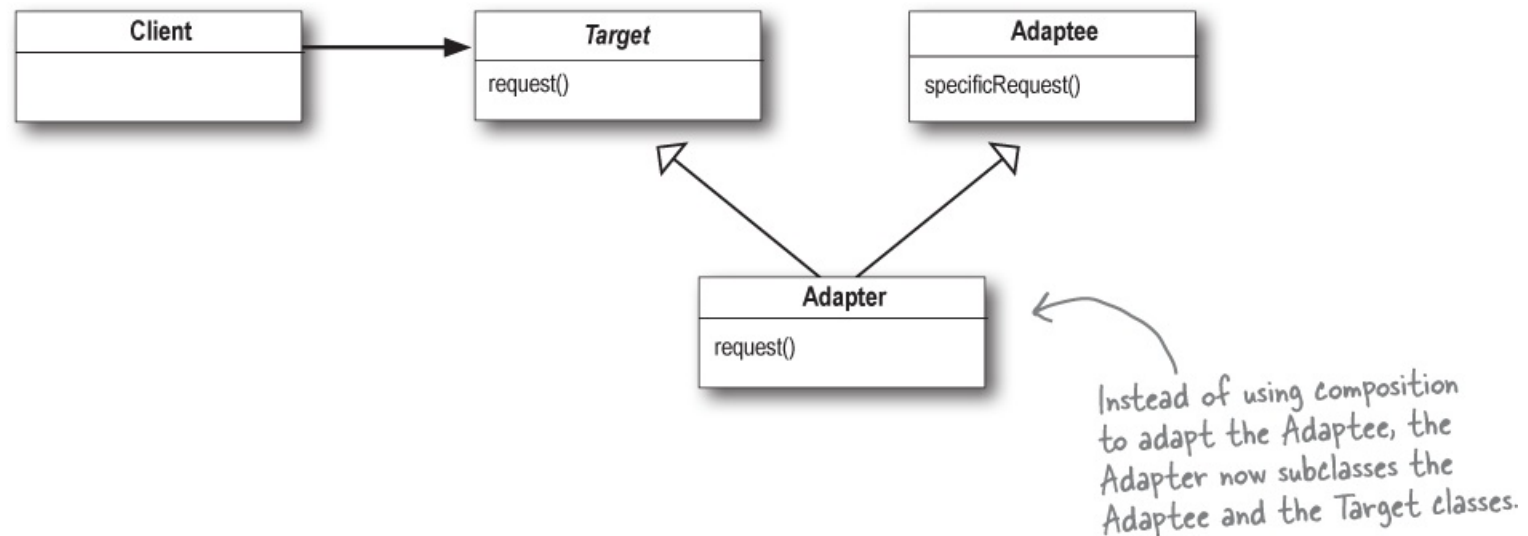 Client
Target
request()
Adaptee
specificRequest()
Adapter
request()
Instead of using composition
to adapt the Adaptee, the
Adapter now subclasses the
Adaptee and the Target classes.